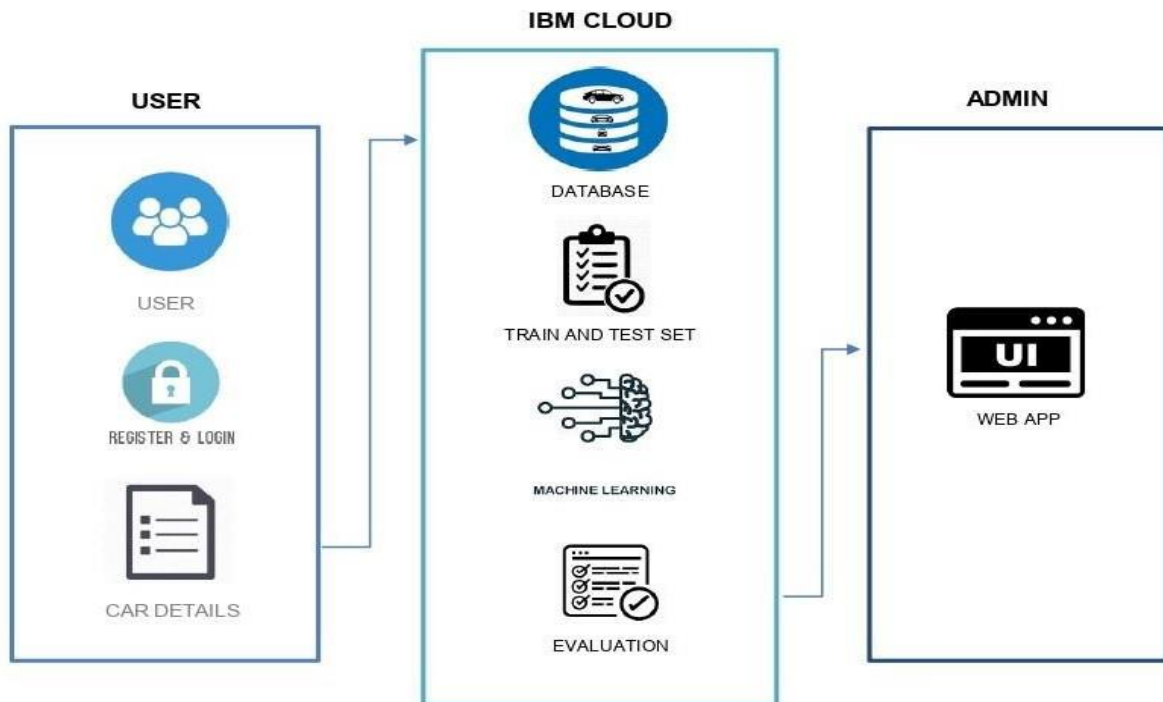 IBM CLOUD
USER
ADMIN
USER
REGISTER & LOGIN
CAR DETAILS
DATABASE
TRAIN AND TEST SET
MACHINE LEARNING
EVALUATION
UI
WEB APP